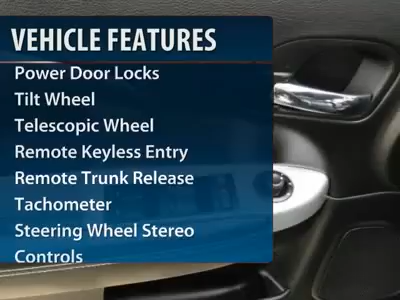 VEHICLE FEATURES
Power Door Locks
Tilt Wheel
Telescopic Wheel
Remote Keyless Entry
Remote Trunk Release
Tachometer
Steering Wheel Stereo
Controls